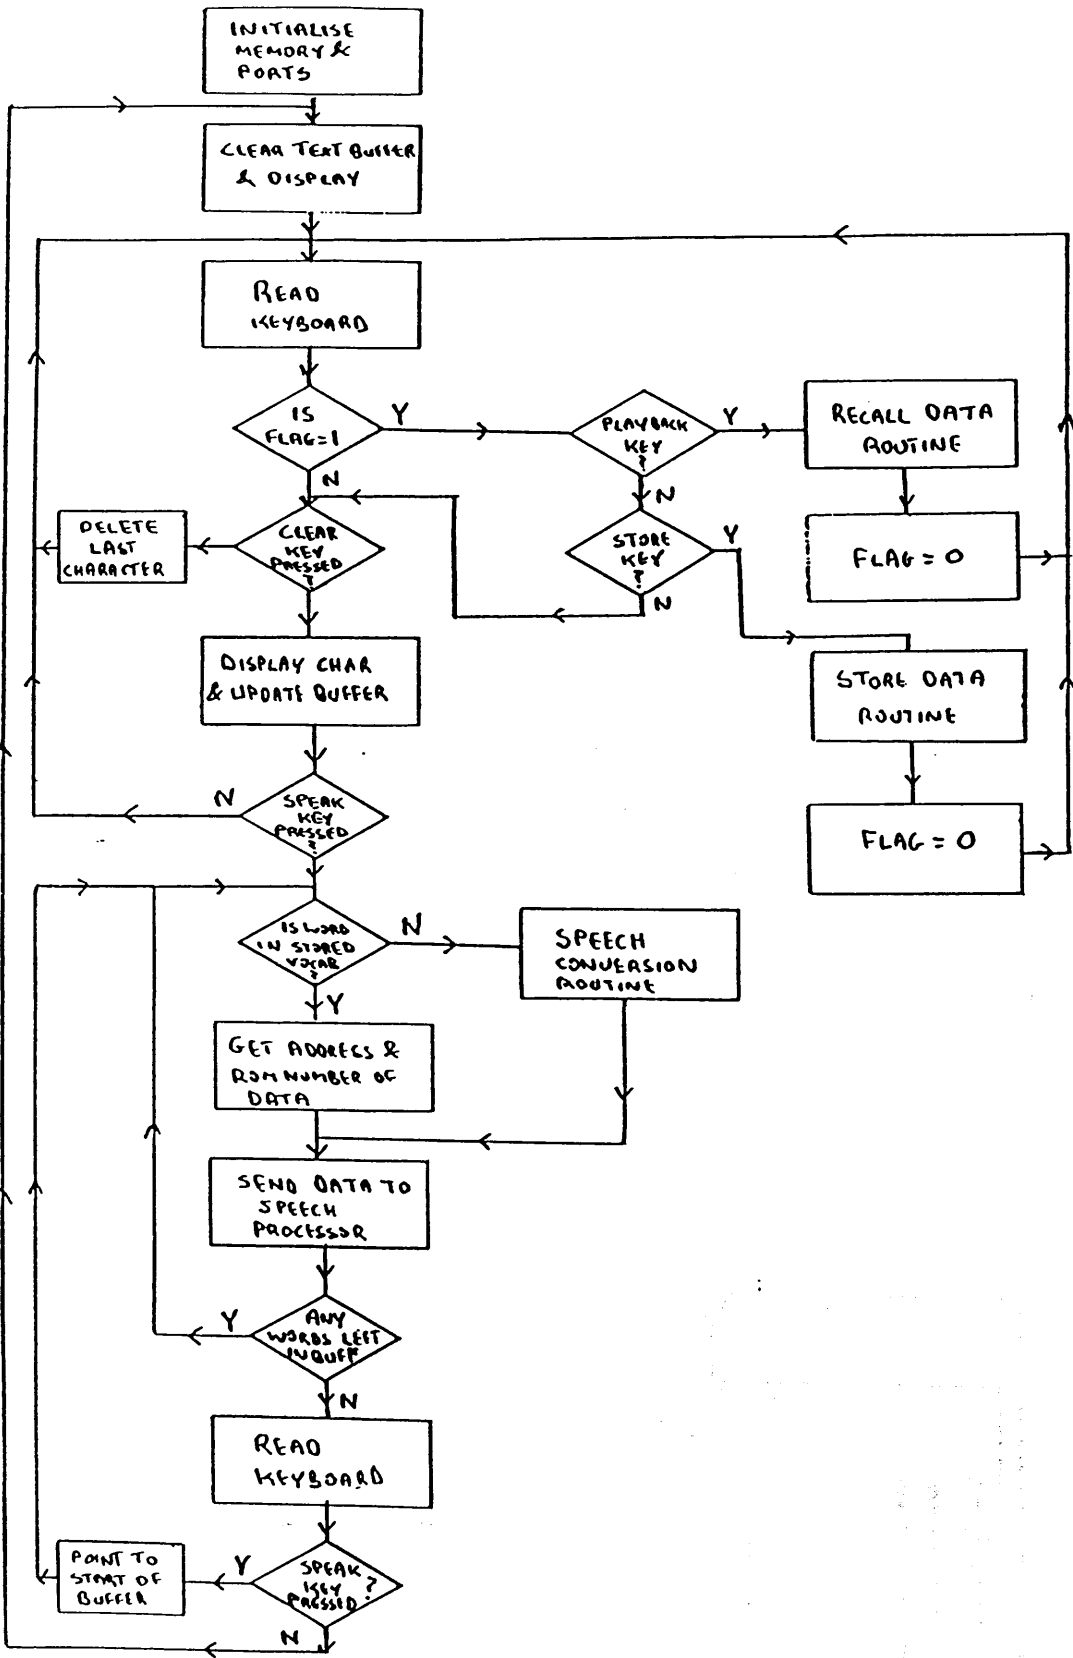 INITIALISE
MEMORY &
PORTS
CLEAR TEXT BUFFER
& DISPLAY
READ
KEYBOARD
IS
FLAG=1
Y
N
PLAYBACK
KEY
?
Y
N
RECALL DATA
ROUTINE
FLAG = 0
STORE
KEY
?
Y
N
STORE DATA
ROUTINE
FLAG = 0
CLEAR
KEY
PRESSED
?
DELETE
LAST
CHARACTER
DISPLAY CHAR
& UPDATE BUFFER
SPEAK
KEY
PRESSED
?
N
IS WORD
IN STORED
VOCAB
?
N
Y
SPEECH
CONVERSION
ROUTINE
GET ADDRESS &
ROM NUMBER OF
DATA
SEND DATA TO
SPEECH
PROCESSOR
ANY
WORDS LEFT
IN BUFF
Y
N
READ
KEYBOARD
SPEAK
KEY ?
PRESSED
Y
N
POINT TO
START OF
BUFFER